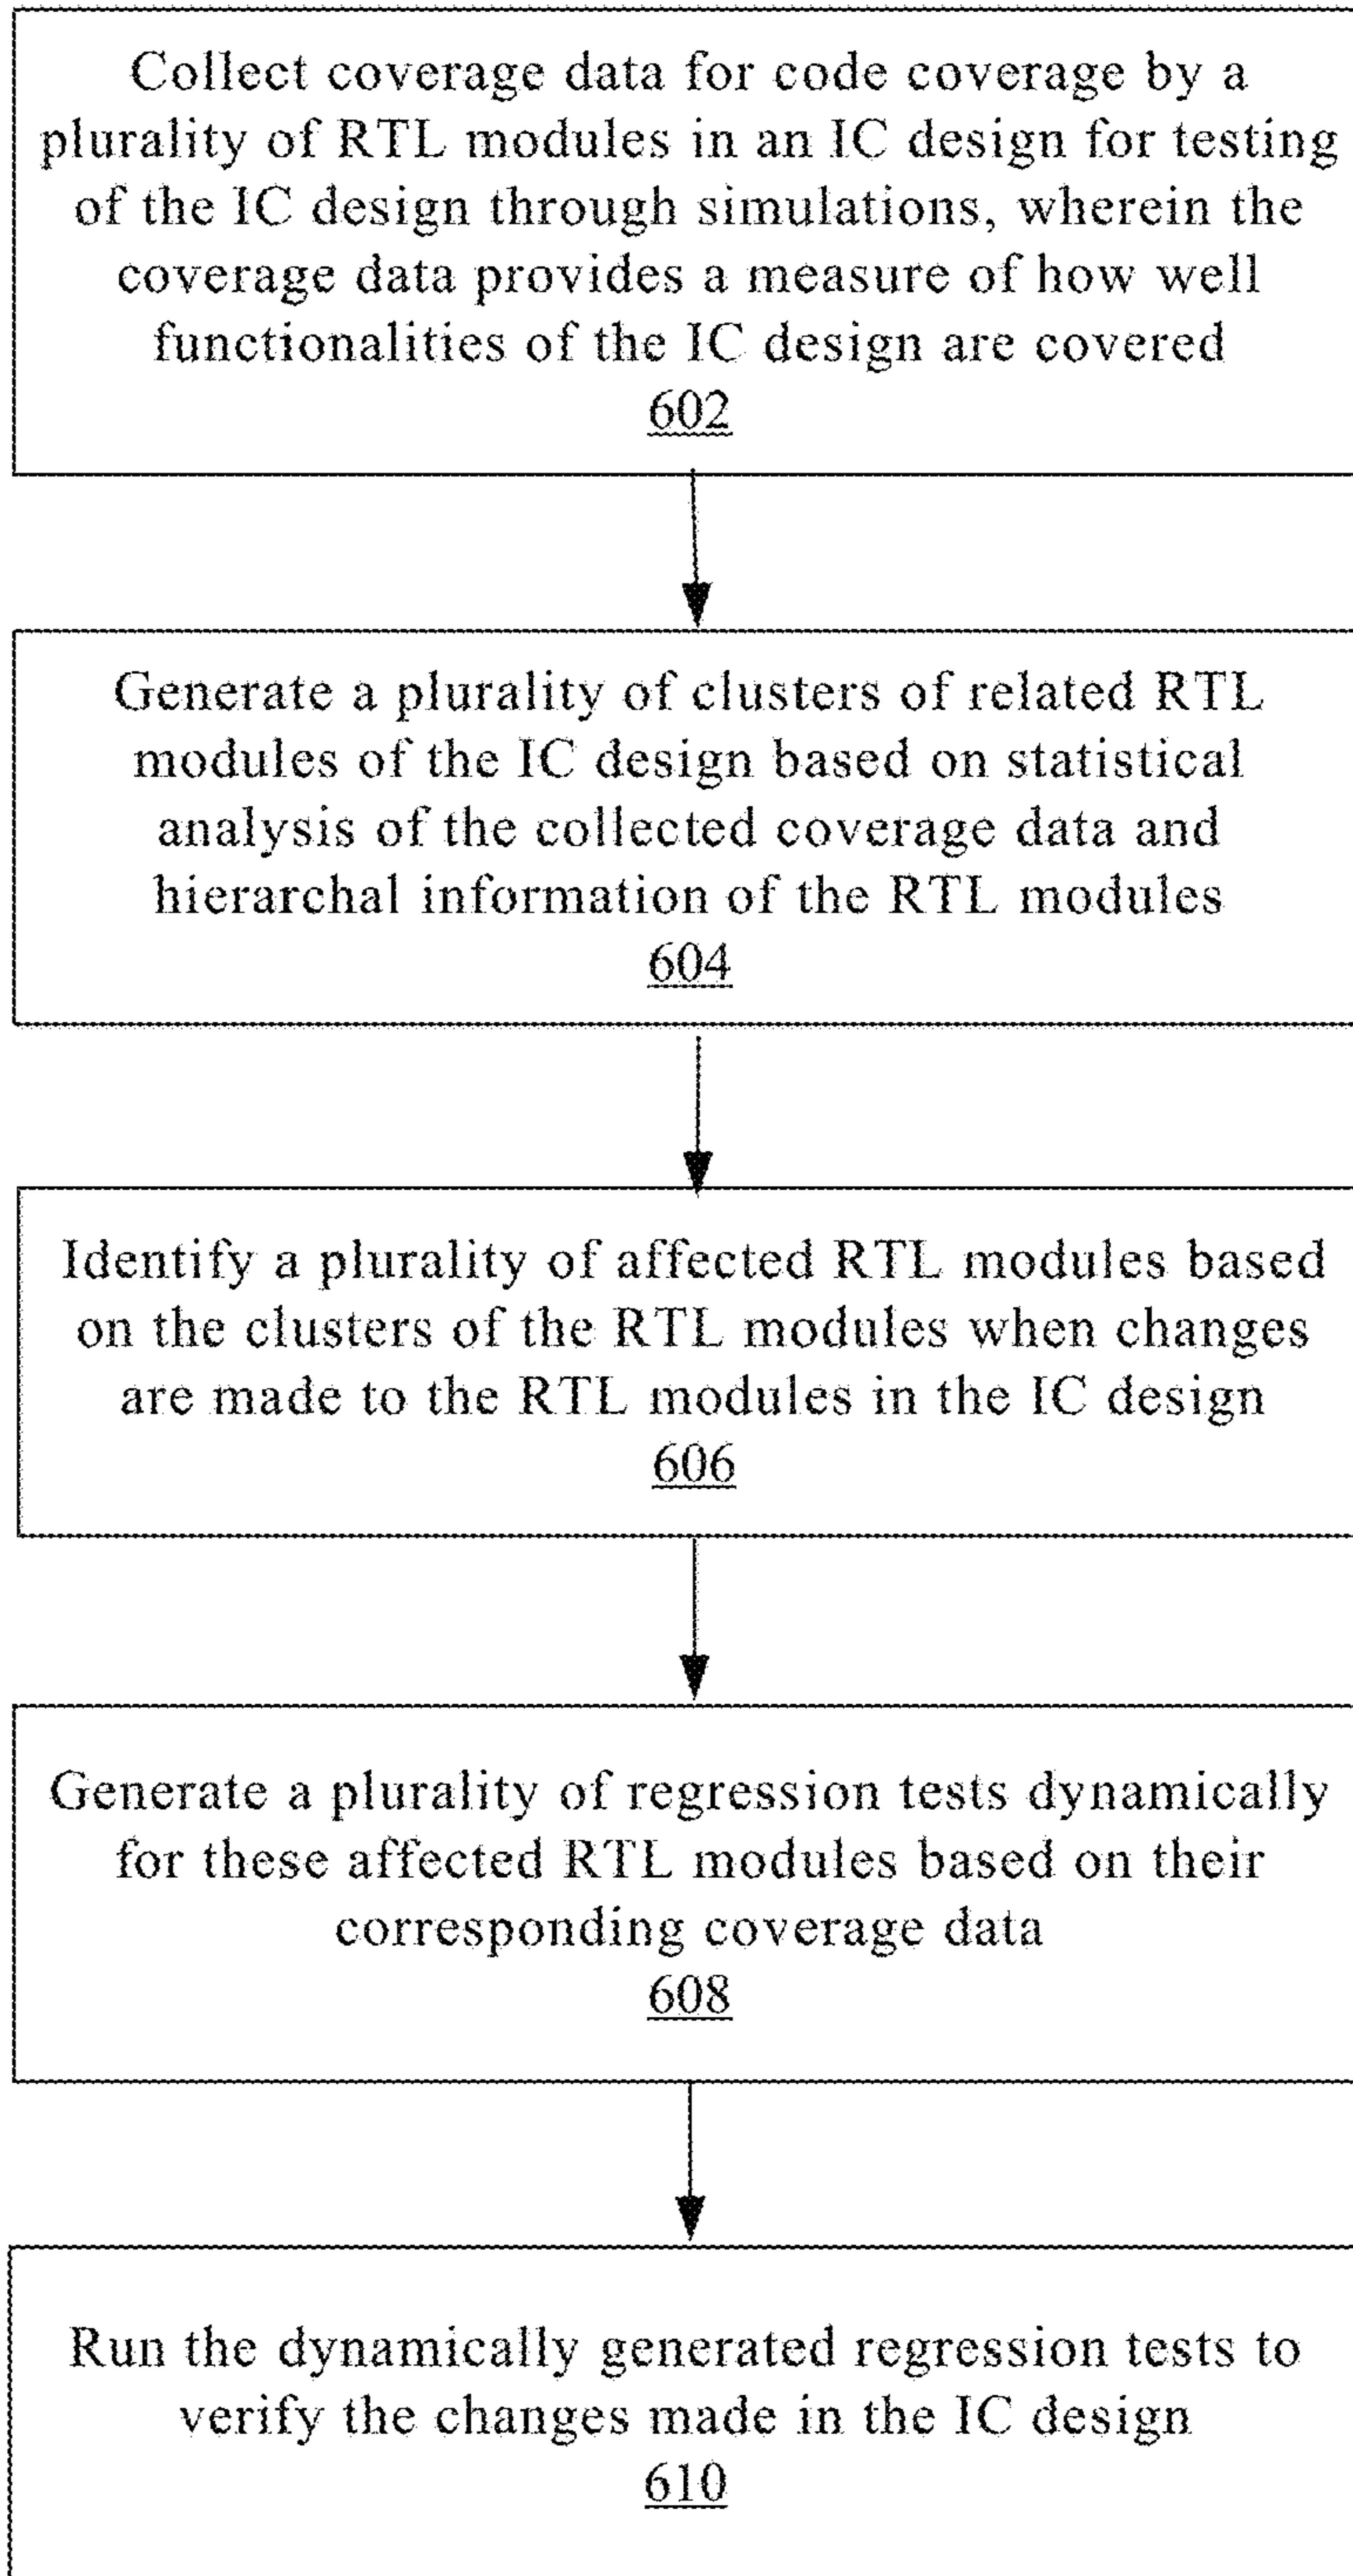 Collect coverage data for code coverage by a
plurality of RTL modules in an IC design for testing
of the IC design through simulations, wherein the
coverage data provides a measure of how well
functionalities of the IC design are covered
602
Generate a plurality of clusters of related RTL
modules of the IC design based on statistical
analysis of the collected coverage data and
hierarchal information of the RTL modules
604
Identify a plurality of affected RTL modules based
on the clusters of the RTL modules when changes
are made to the RTL modules in the IC design
606
Generate a plurality of regression tests dynamically
for these affected RTL modules based on their
corresponding coverage data
608
Run the dynamically generated regression tests to
verify the changes made in the IC design
610